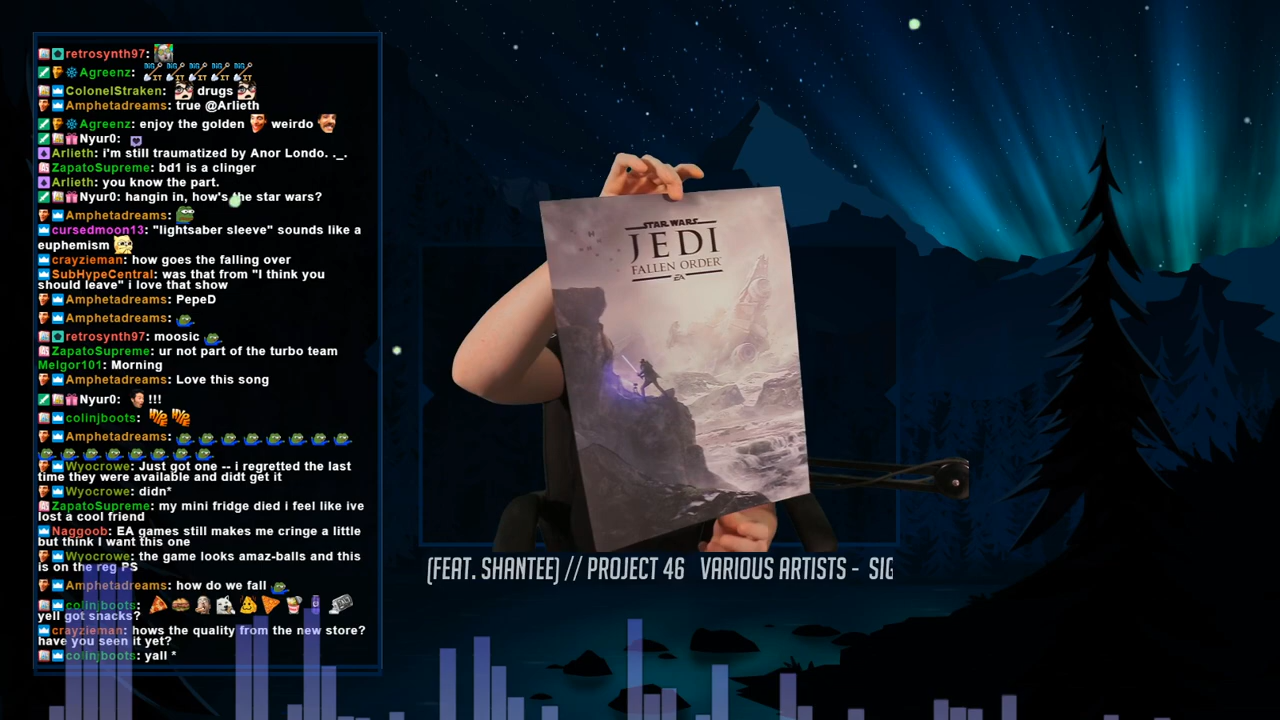 retrosynth97:
Agreenz:
ColonelStraken: drugs
Amphetadreams: true @Arlieth
Agreenz: enjoy the golden weirdo
Nyur0:
Arlieth: i'm still traumatized by Anor Londo. ._.
ZapatoSupreme: bd1 is a clinger
Arlieth: you know the part.
Nyur0: hangin in, how's the star wars?
Amphetadreams:
cursedmoon13: "lightsaber sleeve" sounds like a
euphemism
crayzieman: how goes the falling over
SubHypeCentral: was that from "I think you
should leave" i love that show
Amphetadreams: PepeD
Amphetadreams:
retrosynth97: moosic
ZapatoSupreme: ur not part of the turbo team
Melgor101: Morning
Amphetadreams: Love this song
Nyur0: !!!
colinjboots:
Amphetadreams:
Wyocrowe: Just got one -- i regretted the last
time they were available and didt get it
Wyocrowe: didn*
ZapatoSupreme: my mini fridge died i feel like ive
lost a cool friend
Naggoob: EA games still makes me cringe a little
but think I want this one
Wyocrowe: the game looks amaz-balls and this
is on the reg PS
Amphetadreams: how do we fall
colinjboots:
yell got snacks?
crayzieman: hows the quality from the new store?
have you seen it yet?
colinjboots: yall *
STAR WARS
JEDI
FALLEN ORDER
EA
(FEAT. SHANTEE) // PROJECT 46 VARIOUS ARTISTS - SIG